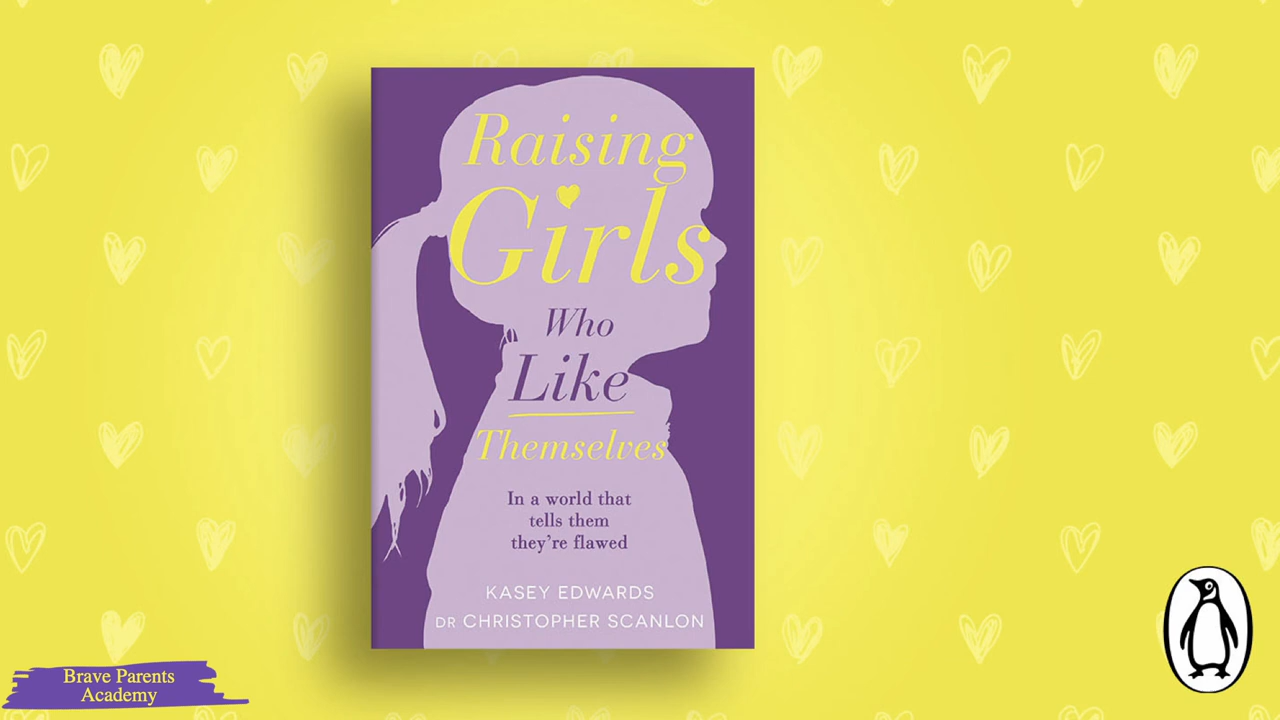 Raising
Girls
Who
Like
Themselves
In a world that
tells them
they're flawed
KASEY EDWARDS
DR CHRISTOPHER SCANLON
Brave Parents
Academy